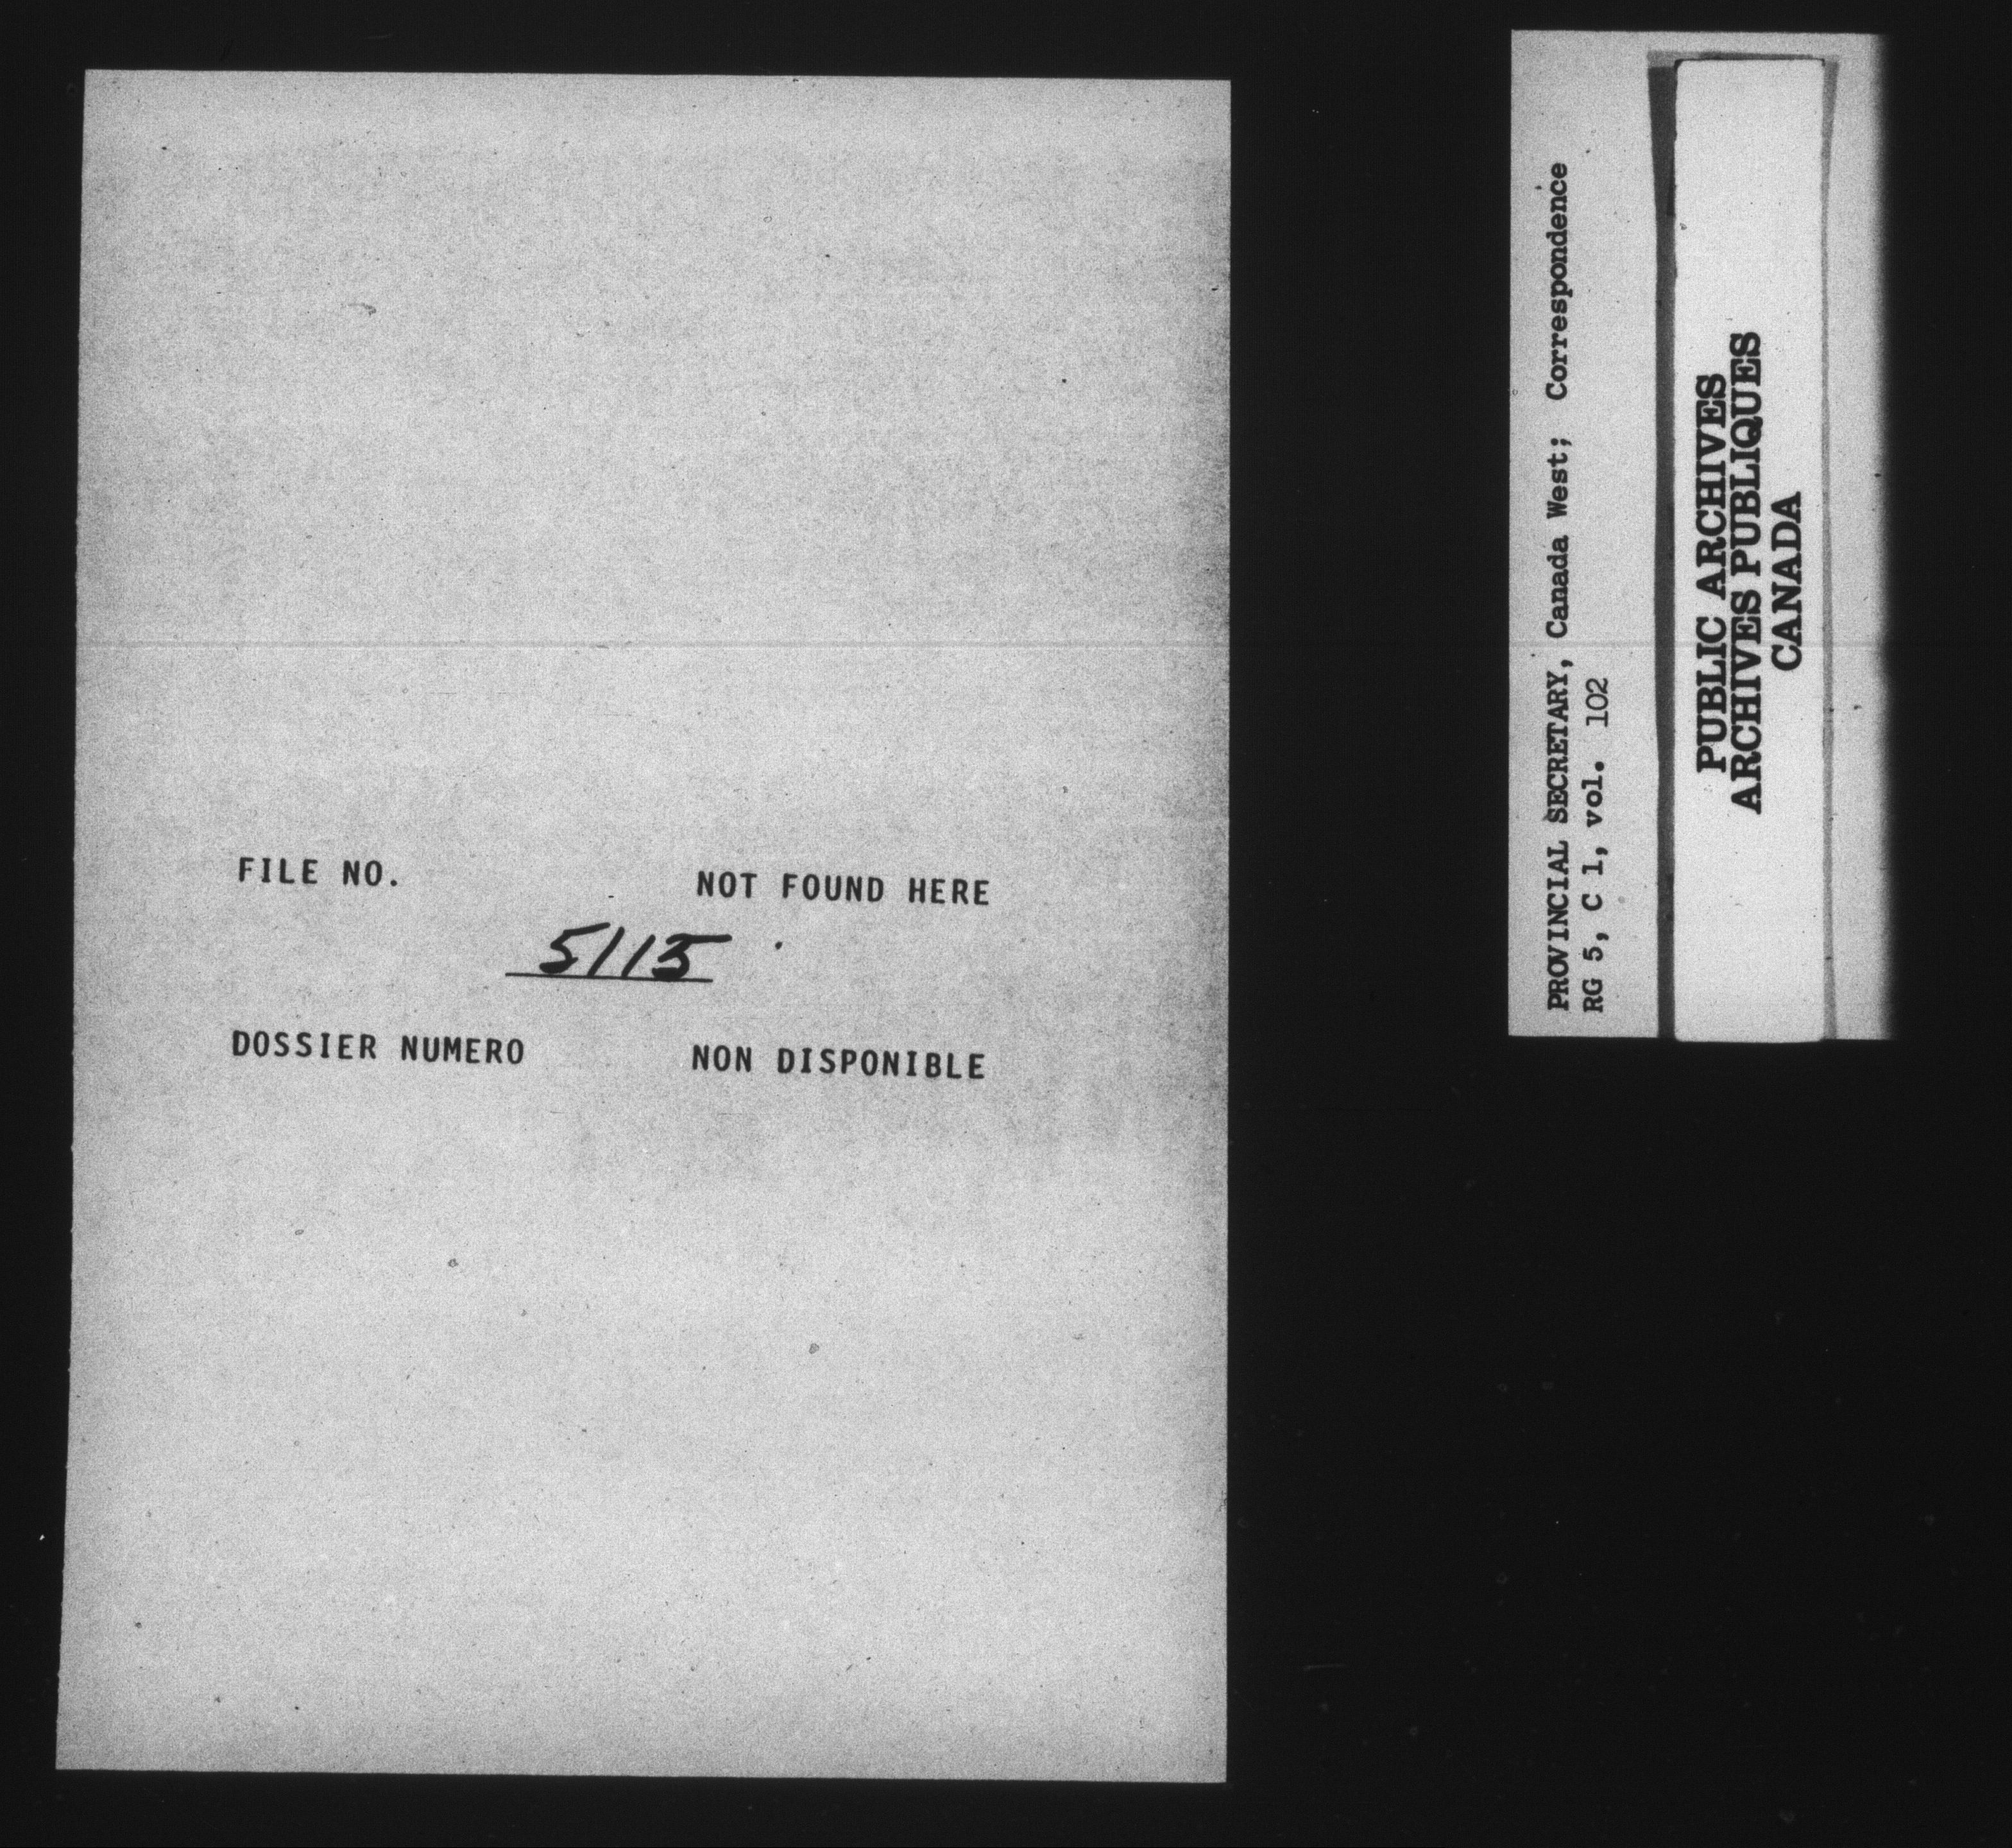 FILE NO. NOT FOUND HERE
5115
DOSSIER NUMERO NON DISPONIBLE
PROVINCIAL SECRETARY, Canada West; Correspondence
RG 5, C 1, vol. 102
PUBLIC ARCHIVES
ARCHIVES PUBLIQUES
CANADA